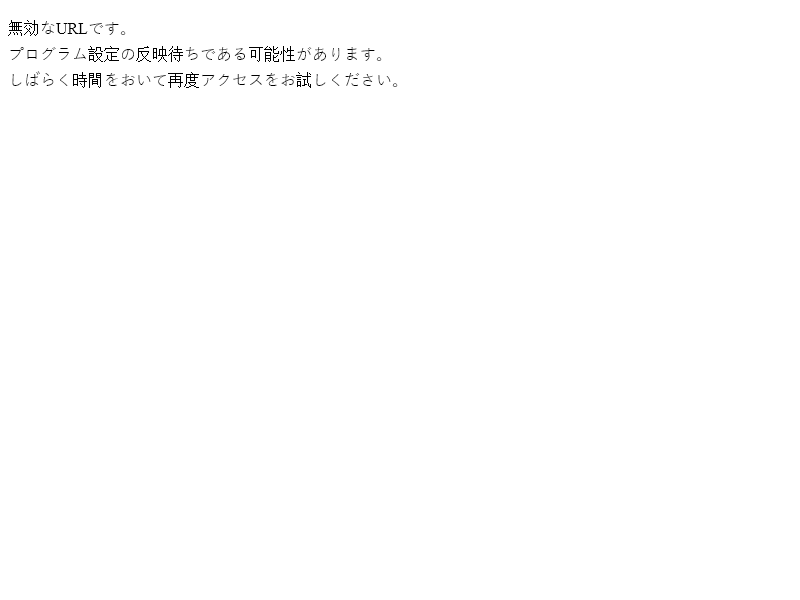 無効なURLです。
プログラム設定の反映待ちである可能性があります。
しばらく時間をおいて再度アクセスをお試しください。